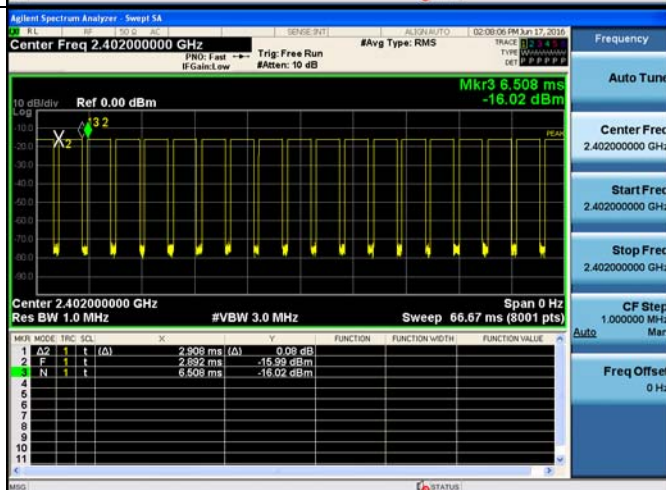 Agilent Spectrum Analyzer - Swept SA
RL RF 50 Ω AC SENSE:INT ALIGN AUTO 02:08:06 PM Jun 17, 2016
Center Freq 2.402000000 GHz #Avg Type: RMS TRACE 1 2 3 4 5
PNO: Fast Trig: Free Run TYPE
IFGain:Low #Atten: 10 dB DET P P P P P P
Mkr3 6.508 ms
-16.02 dBm
10 dB/div Ref 0.00 dBm
Log
-10.0
-20.0
-30.0
-40.0
-50.0
-60.0
-70.0
-80.0
-90.0
X2
1 3 2
PEAK
Center 2.402000000 GHz Span 0 Hz
Res BW 1.0 MHz #VBW 3.0 MHz Sweep 66.67 ms (8001 pts)
MKR MODE TRC SCL X Y FUNCTION FUNCTION WIDTH FUNCTION VALUE
1 Δ2 1 t (Δ) 2.908 ms (Δ) 0.08 dB
2 F 1 t 2.892 ms -15.99 dBm
3 N 1 t 6.508 ms -16.02 dBm
4
5
6
7
8
9
10
11
MSG STATUS
Frequency
Auto Tune
Center Freq
2.402000000 GHz
Start Freq
2.402000000 GHz
Stop Freq
2.402000000 GHz
CF Step
1.000000 MHz
Auto Man
Freq Offset
0 Hz